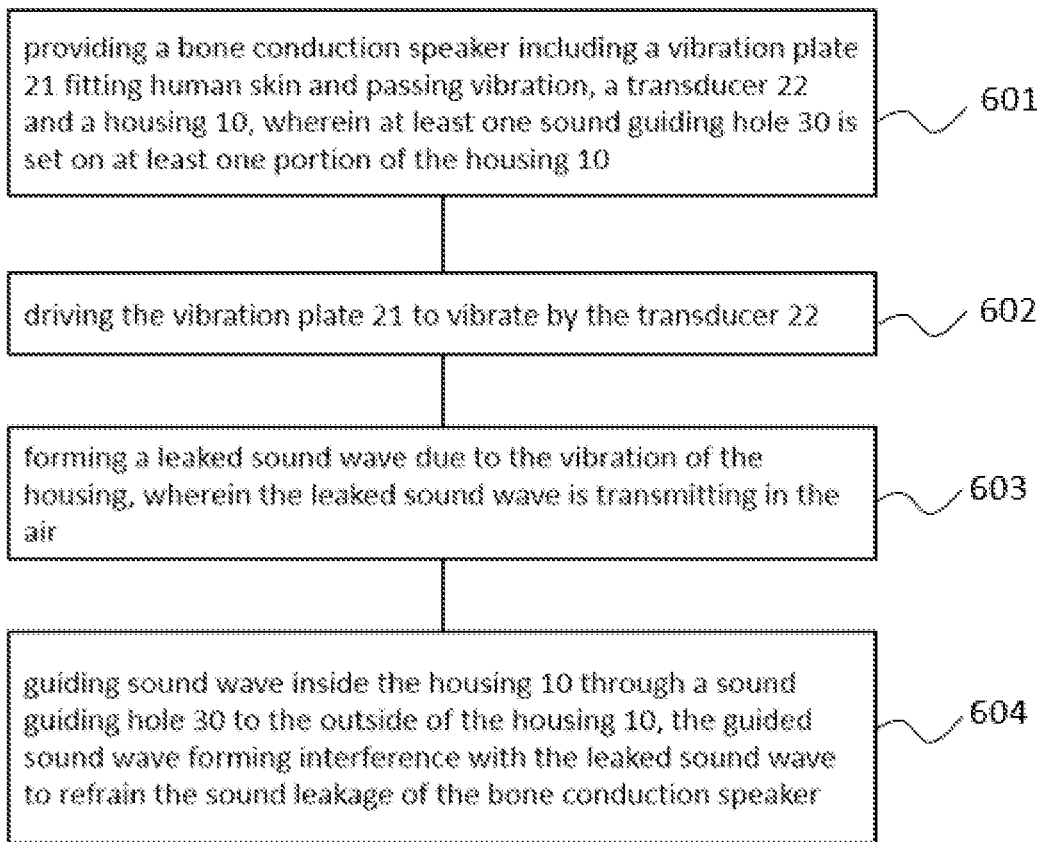 providing a bone conduction speaker including a vibration plate
21 fitting human skin and passing vibration, a transducer 22
and a housing 10, wherein at least one sound guiding hole 30 is
set on at least one portion of the housing 10
601
driving the vibration plate 21 to vibrate by the transducer 22
602
forming a leaked sound wave due to the vibration of the
housing, wherein the leaked sound wave is transmitting in the
air
603
guiding sound wave inside the housing 10 through a sound
guiding hole 30 to the outside of the housing 10, the guided
sound wave forming interference with the leaked sound wave
to refrain the sound leakage of the bone conduction speaker
604